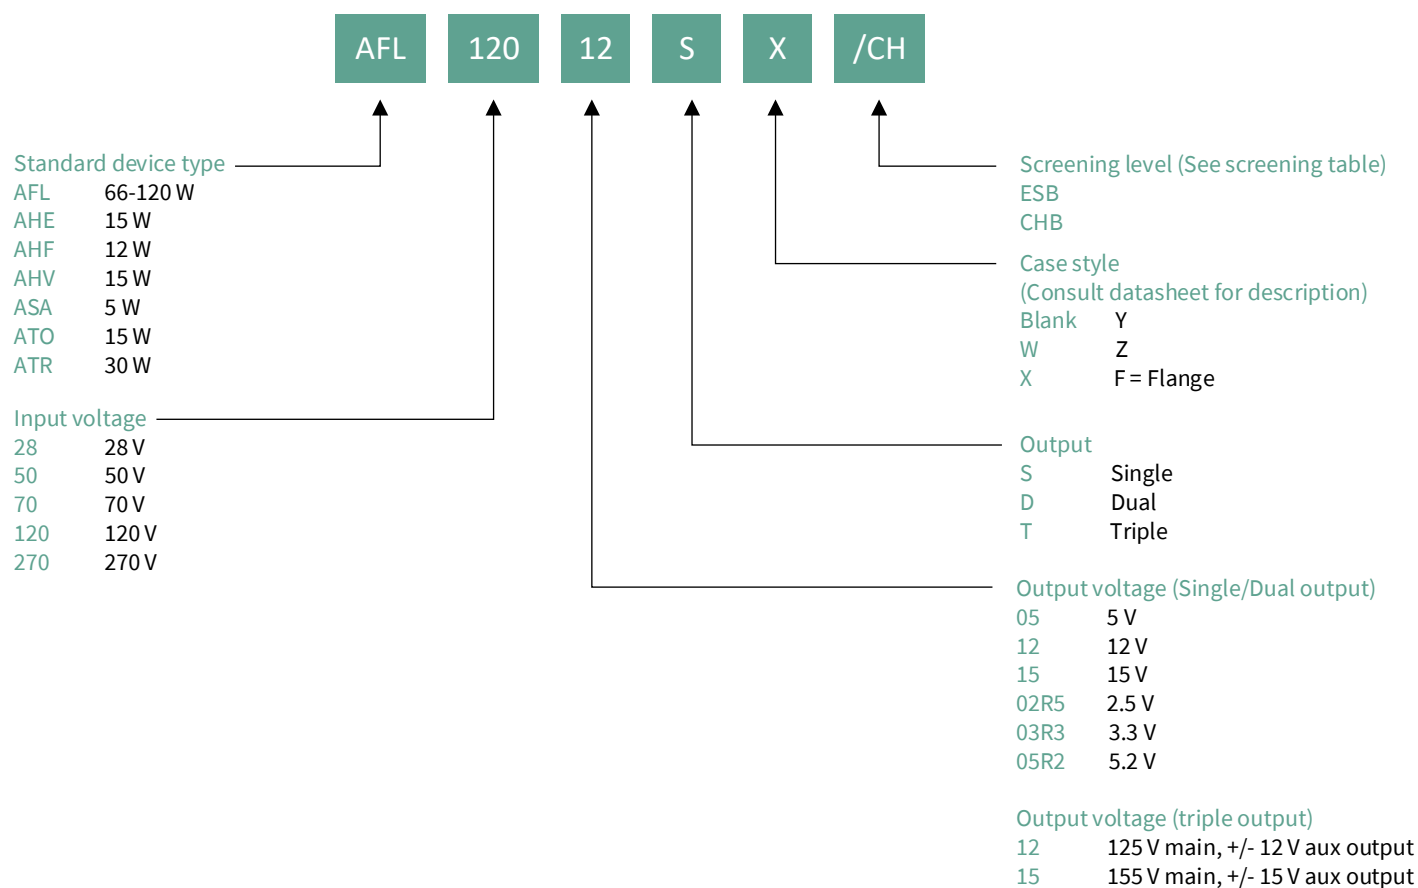 AFL 120 12 S X /CH
Standard device type
AFL 66-120 W
AHE 15 W
AHF 12 W
AHV 15 W
ASA 5 W
ATO 15 W
ATR 30 W
Input voltage
28 28 V
50 50 V
70 70 V
120 120 V
270 270 V
Screening level (See screening table)
ESB
CHB
Case style
(Consult datasheet for description)
Blank Y
W Z
X F = Flange
Output
S Single
D Dual
T Triple
Output voltage (Single/Dual output)
05 5 V
12 12 V
15 15 V
02R5 2.5 V
03R3 3.3 V
05R2 5.2 V
Output voltage (triple output)
12 125 V main, +/- 12 V aux output
15 155 V main, +/- 15 V aux output